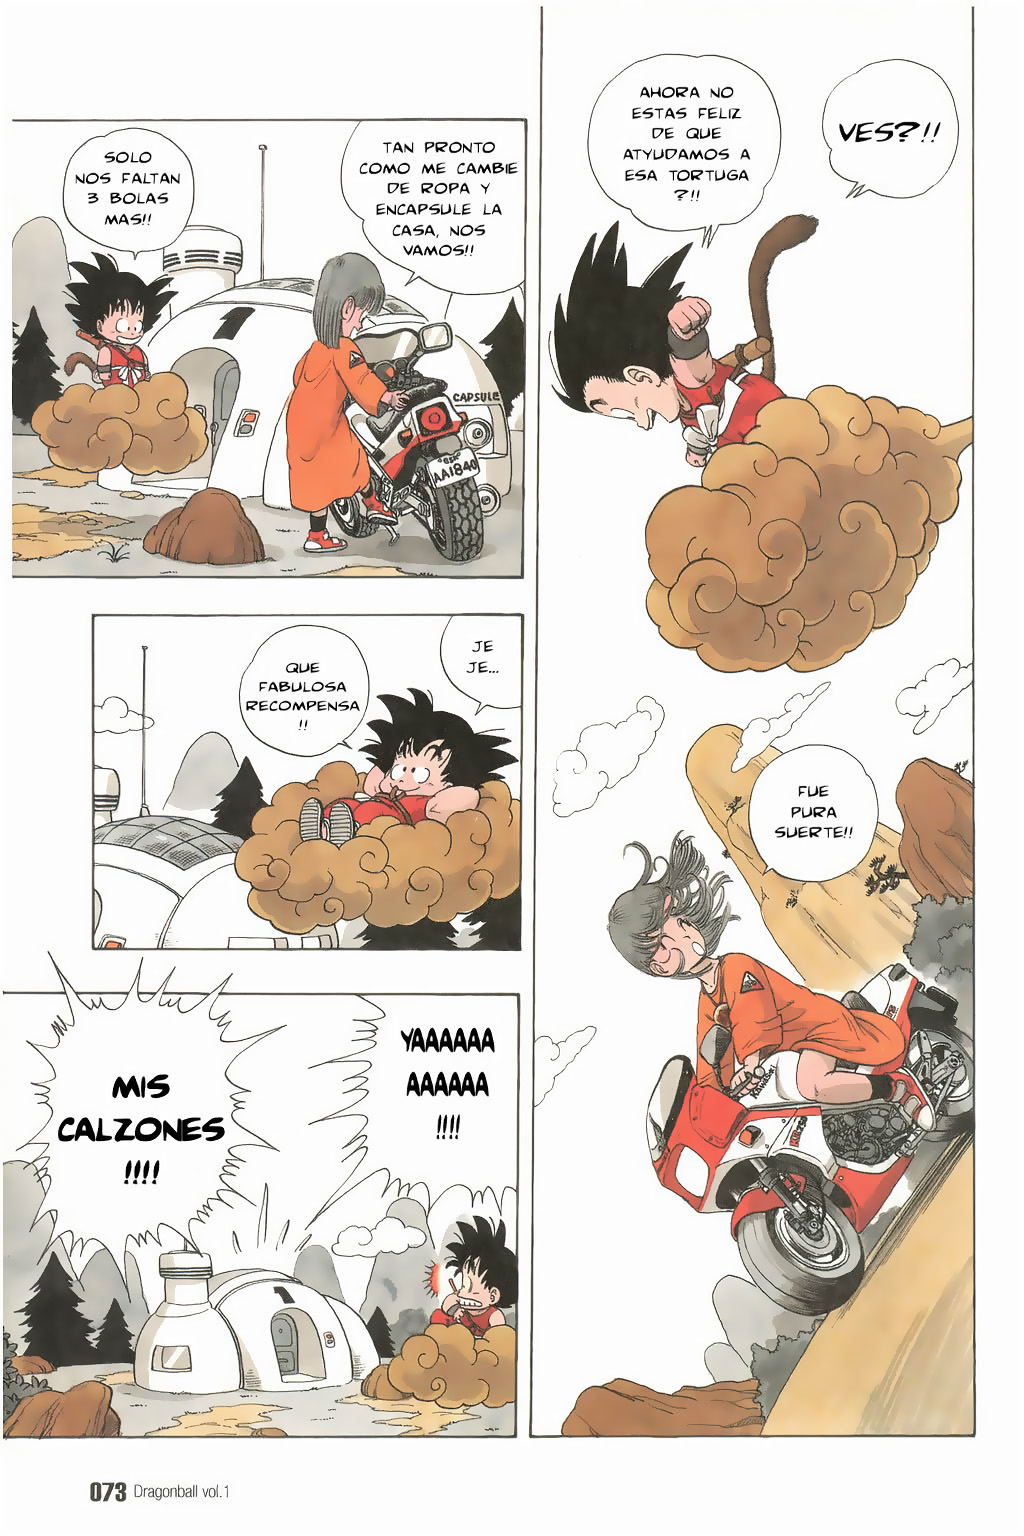 VES?!!
AHORA NO
ESTAS FELIZ
DE QUE
ATYUDAMOS A
ESA TORTUGA
?!!
FUE
PURA
SUERTE!!
TAN PRONTO
COMO ME CAMBIE
DE ROPA Y
ENCAPSULE LA
CASA, NOS
VAMOS!!
SOLO
NOS FALTAN
3 BOLAS
MAS!!
1
CAPSULE
AA1840
JE
JE...
QUE
FABULOSA
RECOMPENSA
!!
YAAAAAA
AAAAAA
!!!!
MIS
CALZONES
!!!!
1
073 Dragonball vol.1